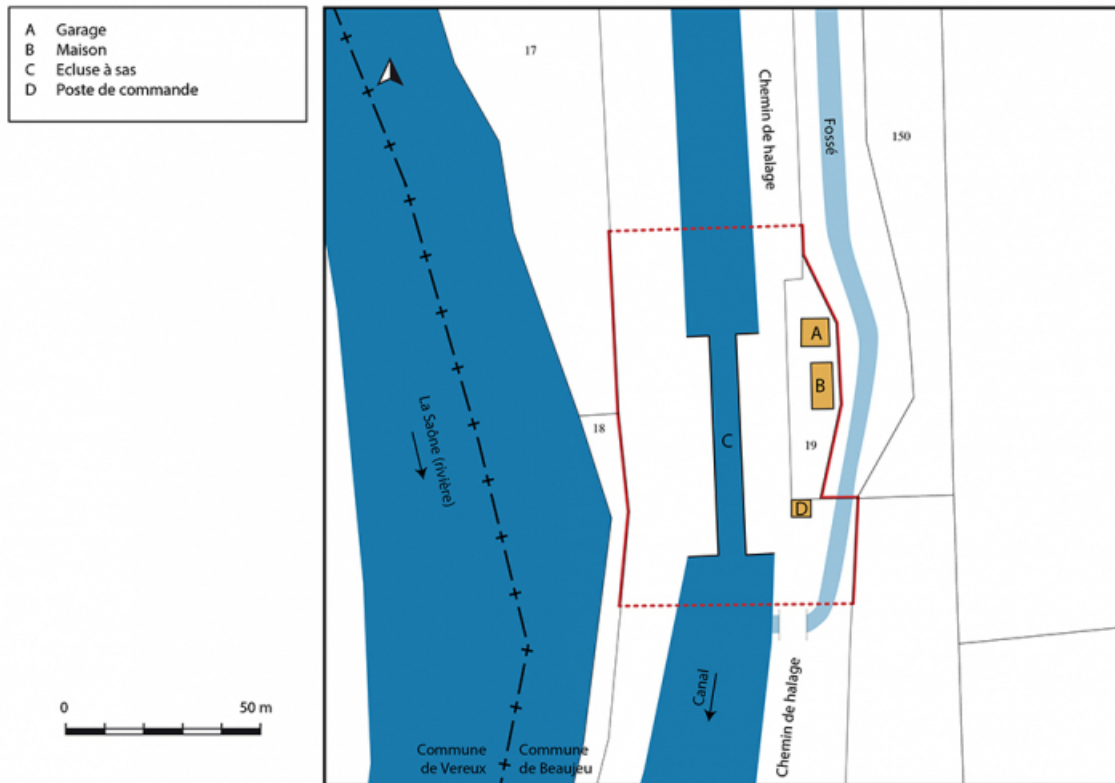 A Garage
B Maison
C Ecluse à sas
D Poste de commande
17
Chemin de halage
Fossé
150
A
B
La Saône (rivière)
18
C
19
D
Canal
Chemin de halage
0 50 m
Commune
de Vereux
Commune
de Beaujeu